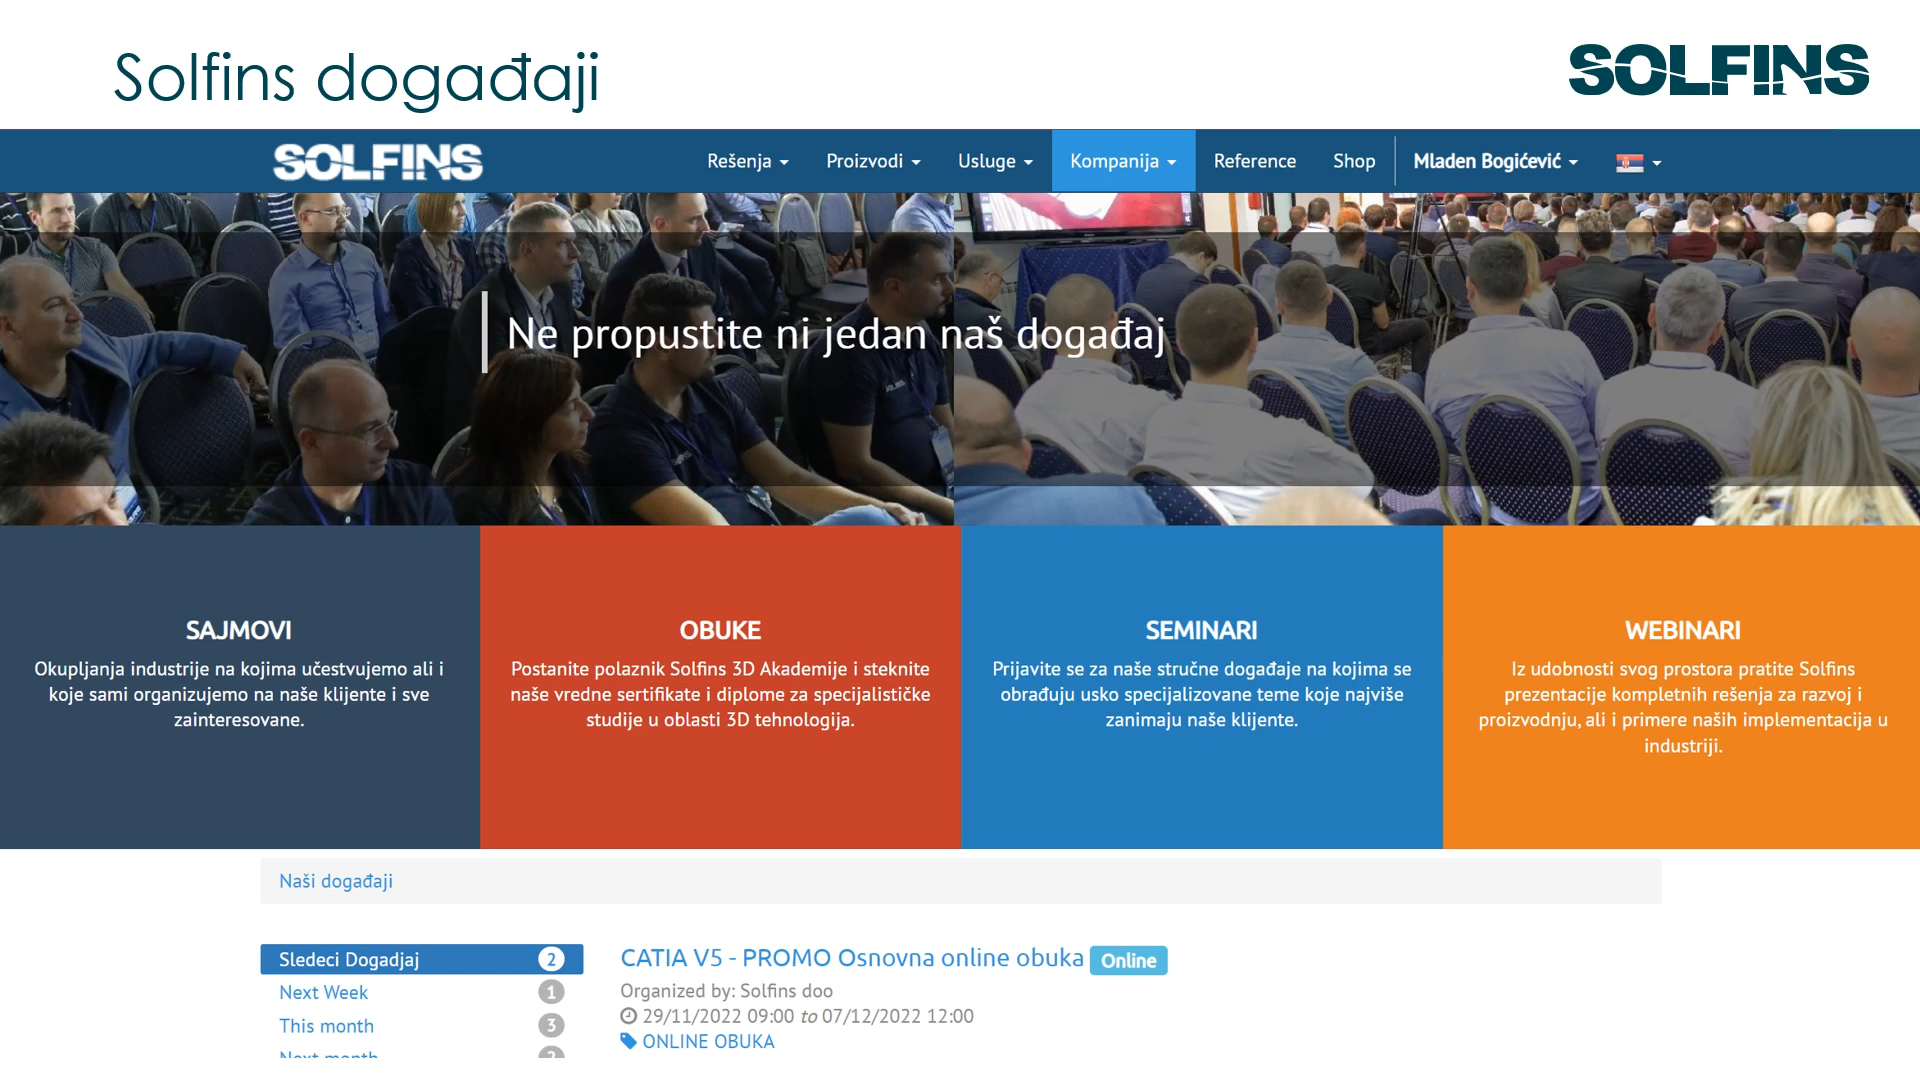 Solfins događaji
SOLFINS
SOLFINS
Rešenja
Proizvodi
Usluge
Kompanija
Reference
Shop
Mladen Bogićević
Ne propustite ni jedan naš događaj
SAJMOVI
Okupljanja industrije na kojima učestvujemo ali i
koje sami organizujemo na naše klijente i sve
zainteresovane.
OBUKE
Postanite polaznik Solfins 3D Akademije i steknite
naše vredne sertifikate i diplome za specijalističke
studije u oblasti 3D tehnologija.
SEMINARI
Prijavite se za naše stručne događaje na kojima se
obrađuju usko specijalizovane teme koje najviše
zanimaju naše klijente.
WEBINARI
Iz udobnosti svog prostora pratite Solfins
prezentacije kompletnih rešenja za razvoj i
proizvodnju, ali i primere naših implementacija u
industriji.
Naši događaji
Sledeci Dogadjaj 2
Next Week 1
This month 3
Next month 2
CATIA V5 - PROMO Osnovna online obuka Online
Organized by: Solfins doo
29/11/2022 09:00 to 07/12/2022 12:00
ONLINE OBUKA